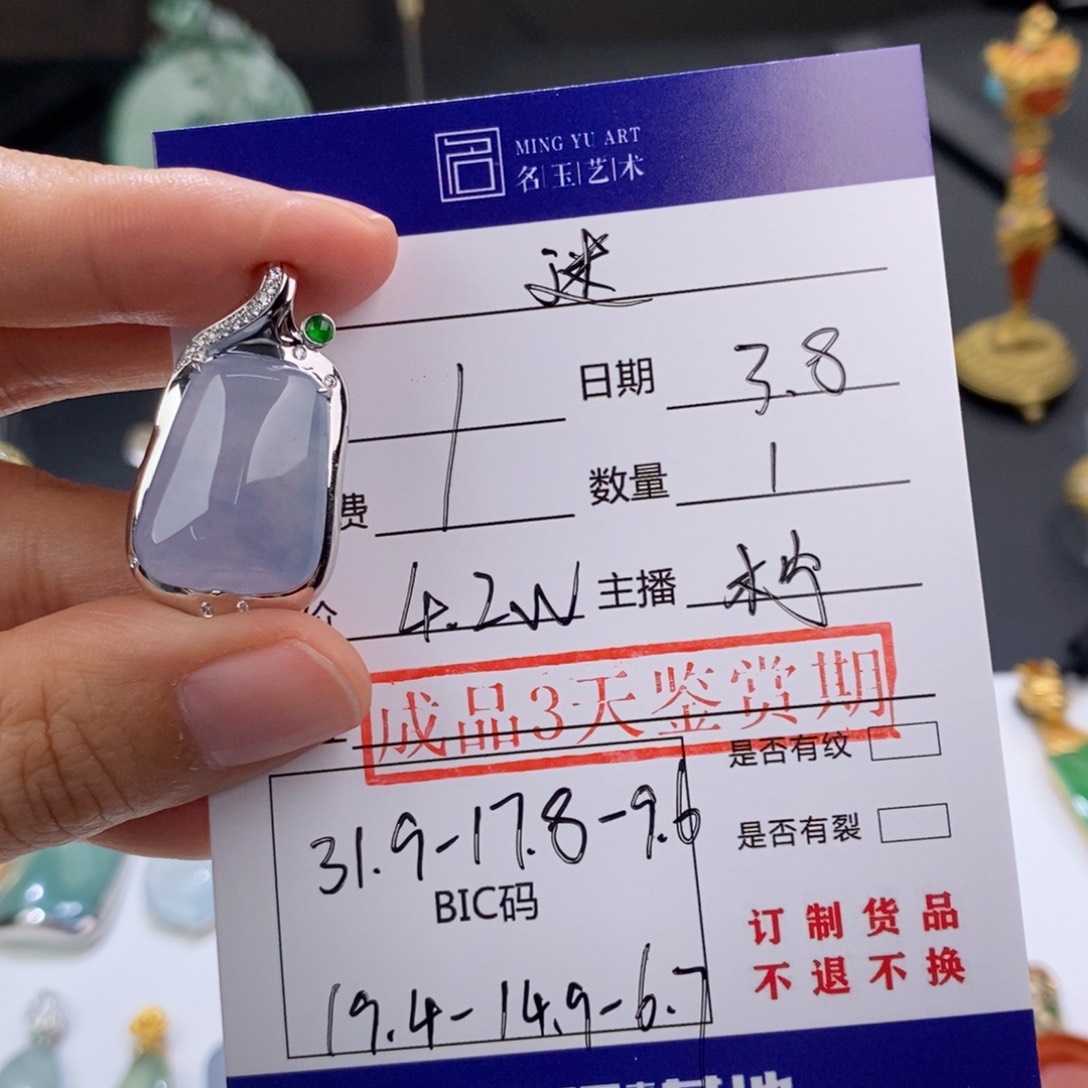 MING YU ART
名玉艺术
谜
日期 3.8
费 / 数量 1
价 4.2W 主播 柠
成品3天鉴赏期
是否有纹
31.9-17.8-9.6
是否有裂
BIC码
订制货品
不退不换
19.4-14.9-6.7